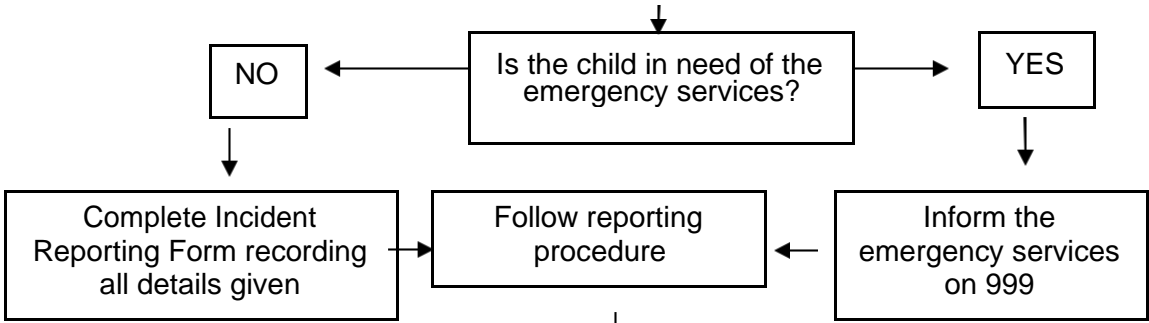 NO
Is the child in need of the
emergency services?
YES
Complete Incident
Reporting Form recording
all details given
Follow reporting
procedure
Inform the
emergency services
on 999